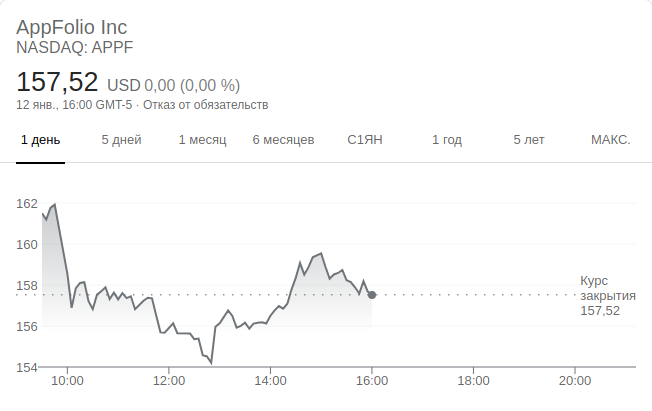 AppFolio Inc
NASDAQ: APPF
157,52 USD 0,00 (0,00 %)
12 янв., 16:00 GMT-5 · Отказ от обязательств
1 день 5 дней 1 месяц 6 месяцев С1ЯН 1 год 5 лет МАКС.
162
160
158
156
154
Курс
закрытия
157,52
10:00 12:00 14:00 16:00 18:00 20:00